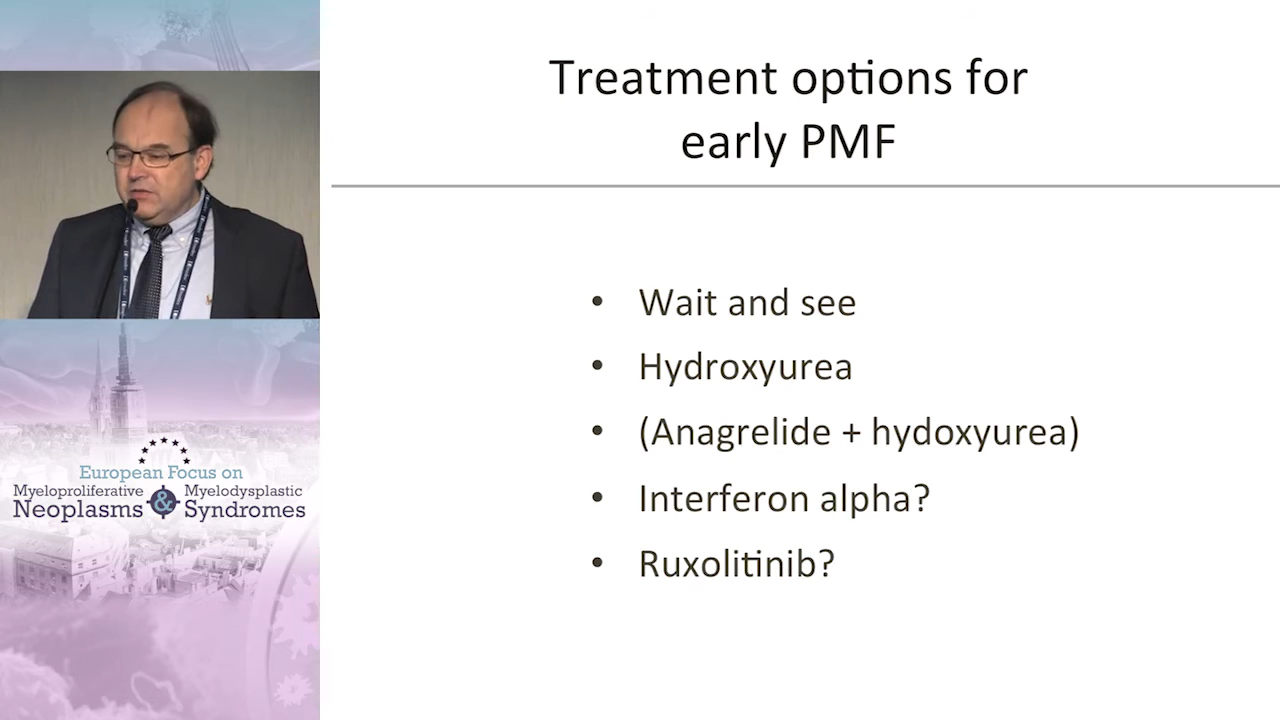 Treatment options for
early PMF
• Wait and see
• Hydroxyurea
• (Anagrelide + hydoxyurea)
• Interferon alpha?
• Ruxolitinib?
European Focus on
Myeloproliferative Myelodysplastic
Neoplasms & Syndromes